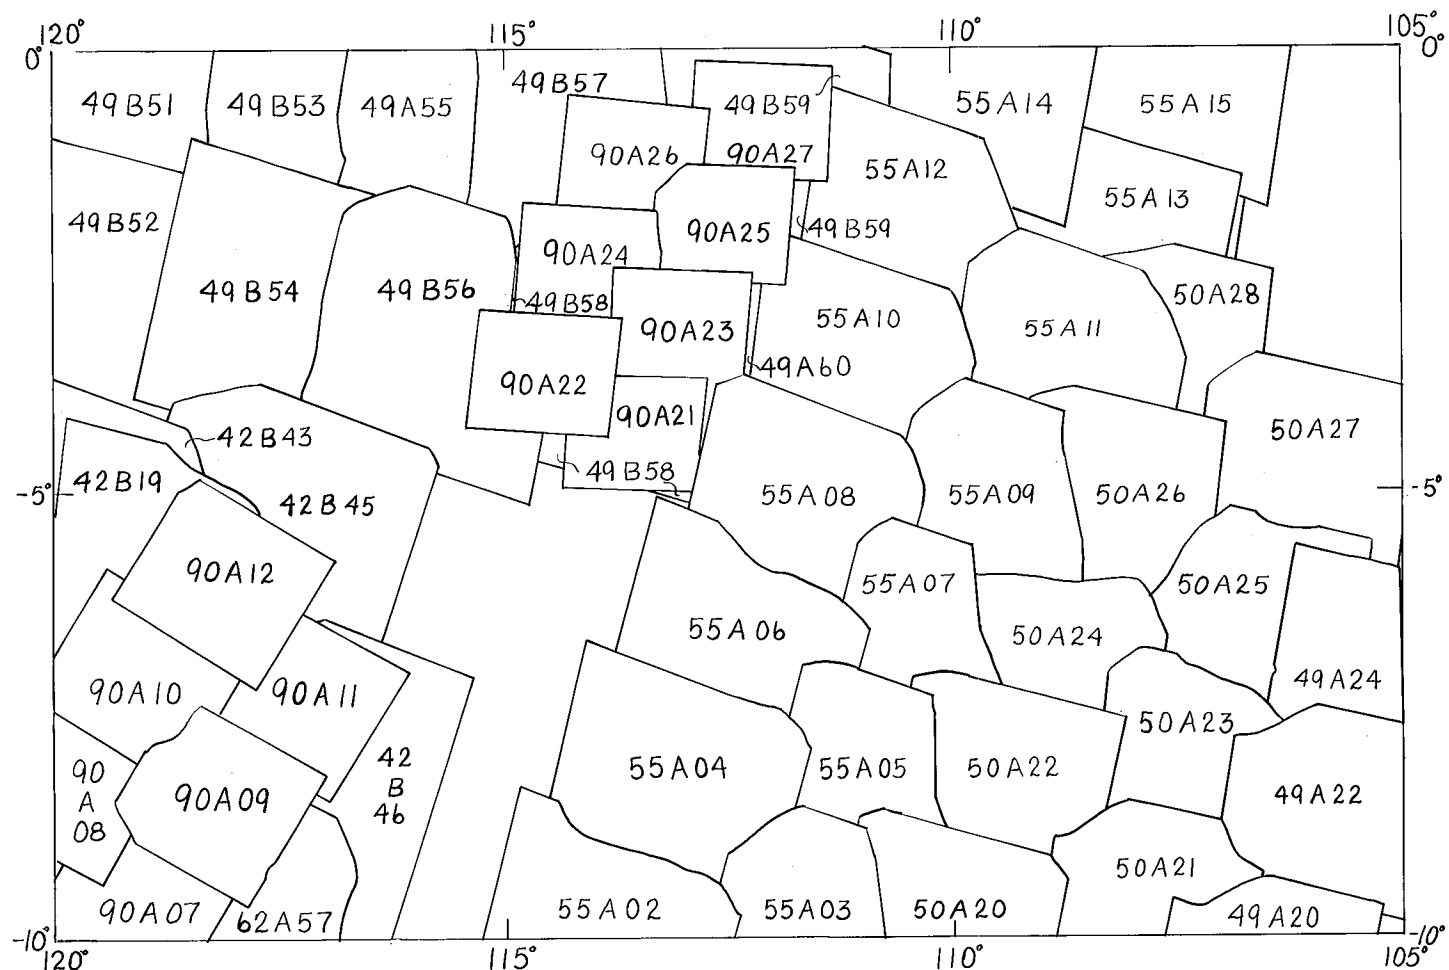 120° 115° 110° 105°
0° 0°
49B51 49B53 49A55 49B57 49B59 55A14 55A15
90A26 90A27 55A12
55A13
49B52 90A24 90A25 49B59
49B54 49B56 49B58 50A28
90A23 55A10 55A11
90A22 49A60
90A21 50A27
42B43
49B58
42B19 42B45 55A08 55A09 50A26
-5° -5°
90A12 55A07 50A25
55A06 50A24
90A10 90A11 49A24
50A23
42
B
46
90
A
08
90A09 55A04 55A05 50A22 49A22
50A21
90A07 62A57 55A02 55A03 50A20 49A20
-10° -10°
120° 115° 110° 105°